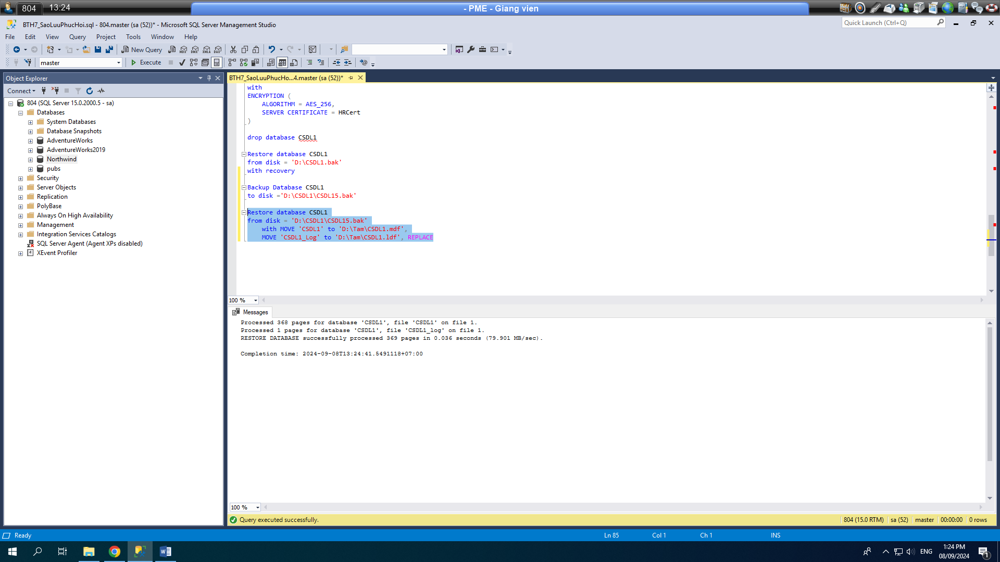 804
13:24
- PME - Giang vien
BTH7_SaoLuuPhucHoi.sql - 804.master (sa (52))* - Microsoft SQL Server Management Studio
Quick Launch (Ctrl+Q)
File Edit View Query Project Tools Window Help
New Query
MDX DMX XMLA DAX
master
Execute
Object Explorer
Connect
804 (SQL Server 15.0.2000.5 - sa)
Databases
System Databases
Database Snapshots
AdventureWorks
AdventureWorks2019
Northwind
pubs
Security
Server Objects
Replication
PolyBase
Always On High Availability
Management
Integration Services Catalogs
SQL Server Agent (Agent XPs disabled)
XEvent Profiler
BTH7_SaoLuuPhucHo...4.master (sa (52))*
with
ENCRYPTION (
ALGORITHM = AES_256,
SERVER CERTIFICATE = HRCert
)
drop database CSDL1
Restore database CSDL1
from disk = 'D:\CSDL1.bak'
with recovery
Backup Database CSDL1
to disk ='D:\CSDL1\CSDL15.bak'
Restore database CSDL1
from disk = 'D:\CSDL1\CSDL15.bak'
with MOVE 'CSDL1' to 'D:\Tam\CSDL1.mdf',
MOVE 'CSDL1_Log' to 'D:\Tam\CSDL1.ldf', REPLACE
100 %
Messages
Processed 368 pages for database 'CSDL1', file 'CSDL1' on file 1.
Processed 1 pages for database 'CSDL1', file 'CSDL1_log' on file 1.
RESTORE DATABASE successfully processed 369 pages in 0.036 seconds (79.901 MB/sec).
Completion time: 2024-09-08T13:24:41.5491118+07:00
100 %
Query executed successfully.
804 (15.0 RTM) sa (52) master 00:00:00 0 rows
Ready
Ln 85 Col 1 Ch 1 INS
ENG
1:24 PM
08/09/2024
1